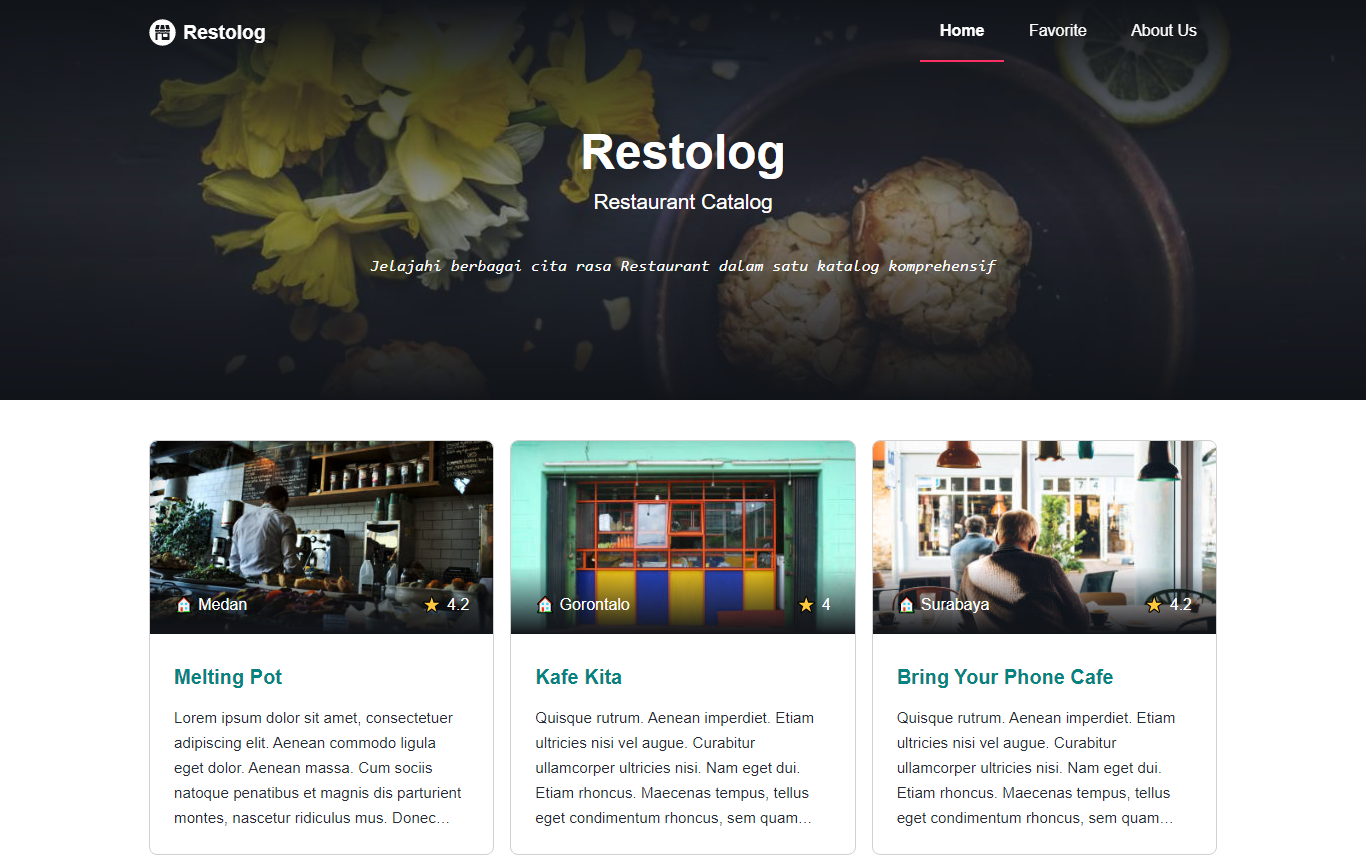 Restolog
Home Favorite About Us
Restolog
Restaurant Catalog
Jelajahi berbagai cita rasa Restaurant dalam satu katalog komprehensif
Medan 4.2
Gorontalo 4
Surabaya 4.2
Melting Pot
Lorem ipsum dolor sit amet, consectetuer
adipiscing elit. Aenean commodo ligula
eget dolor. Aenean massa. Cum sociis
natoque penatibus et magnis dis parturient
montes, nascetur ridiculus mus. Donec...
Kafe Kita
Quisque rutrum. Aenean imperdiet. Etiam
ultricies nisi vel augue. Curabitur
ullamcorper ultricies nisi. Nam eget dui.
Etiam rhoncus. Maecenas tempus, tellus
eget condimentum rhoncus, sem quam...
Bring Your Phone Cafe
Quisque rutrum. Aenean imperdiet. Etiam
ultricies nisi vel augue. Curabitur
ullamcorper ultricies nisi. Nam eget dui.
Etiam rhoncus. Maecenas tempus, tellus
eget condimentum rhoncus, sem quam...